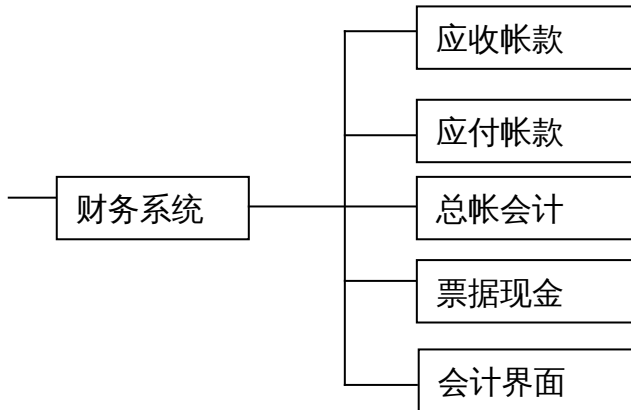 应收帐款
应付帐款
财务系统
总帐会计
票据现金
会计界面